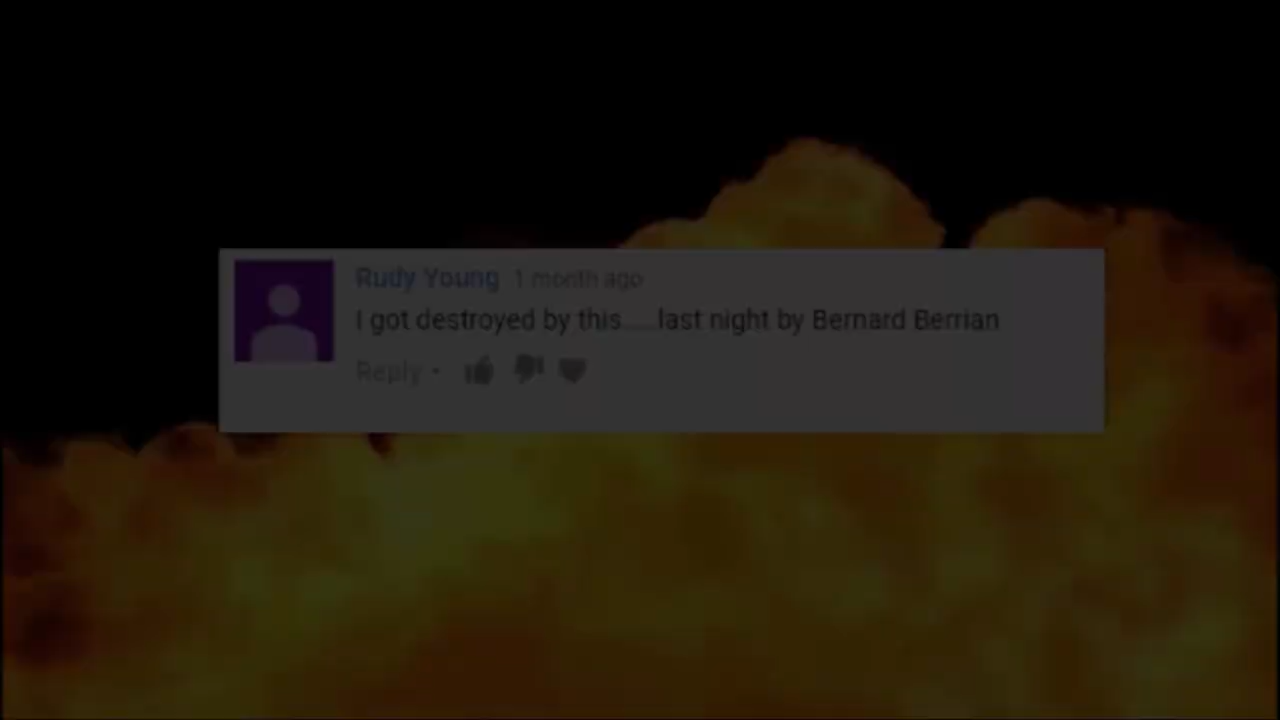 Rudy Young 1 month ago
I got destroyed by this.....last night by Bernard Berrian
Reply •